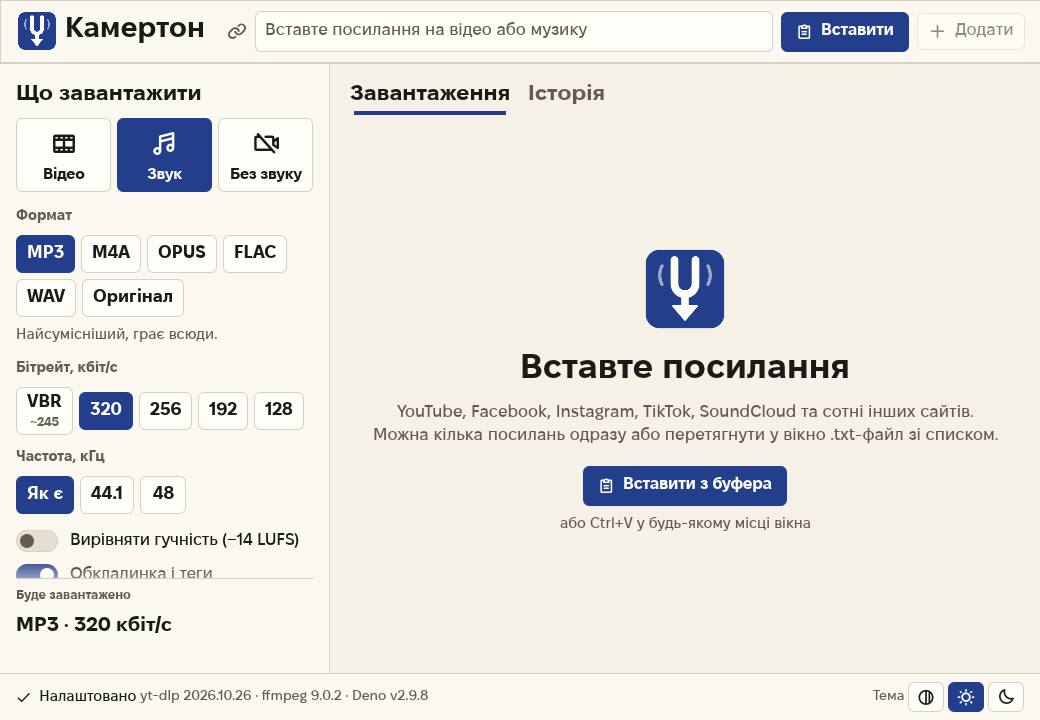 Камертон
Вставте посилання на відео або музику
Вставити
Додати
Що завантажити
Відео
Звук
Без звуку
Формат
MP3 M4A OPUS FLAC
WAV Оригінал
Найсумісніший, грає всюди.
Бітрейт, кбіт/с
VBR 320 256 192 128
~245
Частота, кГц
Як є 44.1 48
Вирівняти гучність (−14 LUFS)
Обкладинка і теги
Буде завантажено
MP3 · 320 кбіт/с
Завантаження Історія
Вставте посилання
YouTube, Facebook, Instagram, TikTok, SoundCloud та сотні інших сайтів.
Можна кілька посилань одразу або перетягнути у вікно .txt-файл зі списком.
Вставити з буфера
або Ctrl+V у будь-якому місці вікна
Налаштовано yt-dlp 2026.10.26 · ffmpeg 9.0.2 · Deno v2.9.8
Тема